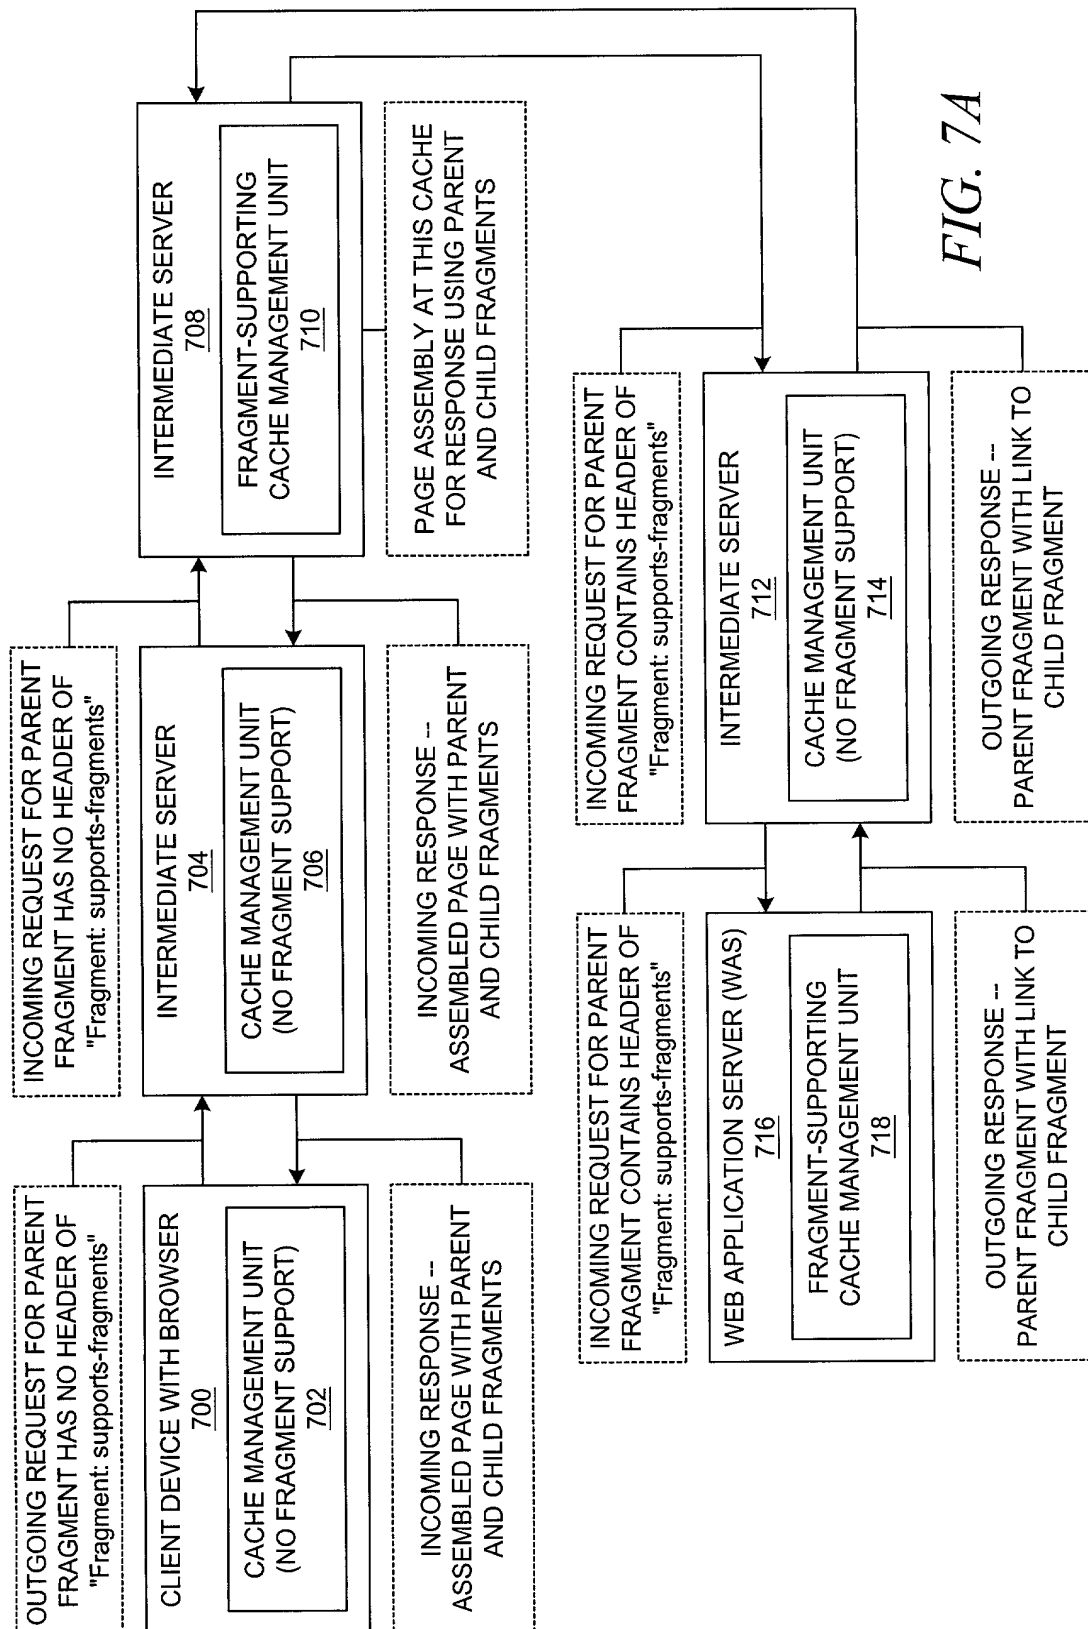 OUTGOING REQUEST FOR PARENT
FRAGMENT HAS NO HEADER OF
"Fragment: supports-fragments"
CLIENT DEVICE WITH BROWSER
700
CACHE MANAGEMENT UNIT
(NO FRAGMENT SUPPORT)
702
INCOMING RESPONSE --
ASSEMBLED PAGE WITH PARENT
AND CHILD FRAGMENTS
INCOMING REQUEST FOR PARENT
FRAGMENT HAS NO HEADER OF
"Fragment: supports-fragments"
INTERMEDIATE SERVER
704
CACHE MANAGEMENT UNIT
(NO FRAGMENT SUPPORT)
706
INCOMING RESPONSE --
ASSEMBLED PAGE WITH PARENT
AND CHILD FRAGMENTS
INTERMEDIATE SERVER
708
FRAGMENT-SUPPORTING
CACHE MANAGEMENT UNIT
710
PAGE ASSEMBLY AT THIS CACHE
FOR RESPONSE USING PARENT
AND CHILD FRAGMENTS
INCOMING REQUEST FOR PARENT
FRAGMENT CONTAINS HEADER OF
"Fragment: supports-fragments"
WEB APPLICATION SERVER (WAS)
716
FRAGMENT-SUPPORTING
CACHE MANAGEMENT UNIT
718
OUTGOING RESPONSE --
PARENT FRAGMENT WITH LINK TO
CHILD FRAGMENT
INCOMING REQUEST FOR PARENT
FRAGMENT CONTAINS HEADER OF
"Fragment: supports-fragments"
INTERMEDIATE SERVER
712
CACHE MANAGEMENT UNIT
(NO FRAGMENT SUPPORT)
714
OUTGOING RESPONSE --
PARENT FRAGMENT WITH LINK TO
CHILD FRAGMENT
FIG. 7A